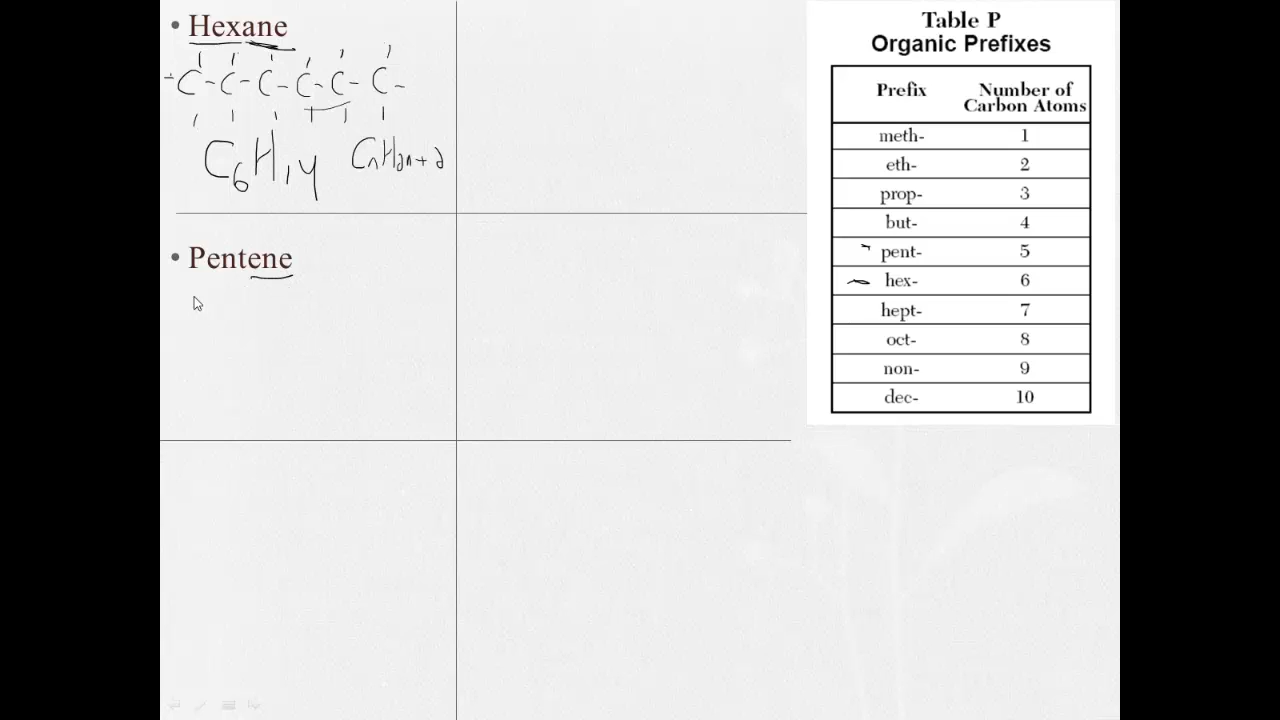 • Hexane
C - C - C - C - C - C -
C6H14 CnH2n+2
• Pentene
Table P
Organic Prefixes
Prefix Number of Carbon Atoms
meth- 1
eth- 2
prop- 3
but- 4
pent- 5
hex- 6
hept- 7
oct- 8
non- 9
dec- 10